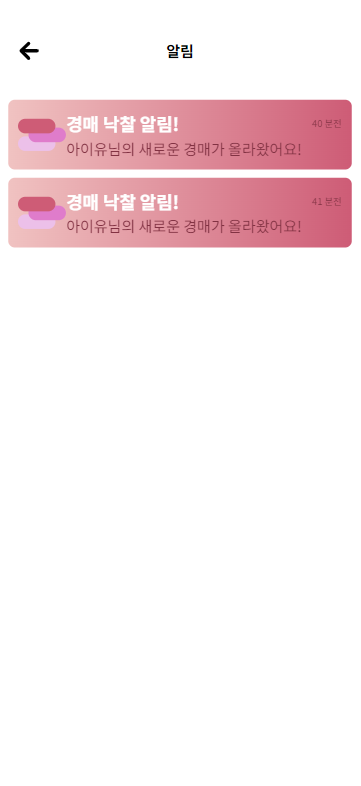 알림
경매 낙찰 알림!
40 분전
아이유님의 새로운 경매가 올라왔어요!
경매 낙찰 알림!
41 분전
아이유님의 새로운 경매가 올라왔어요!